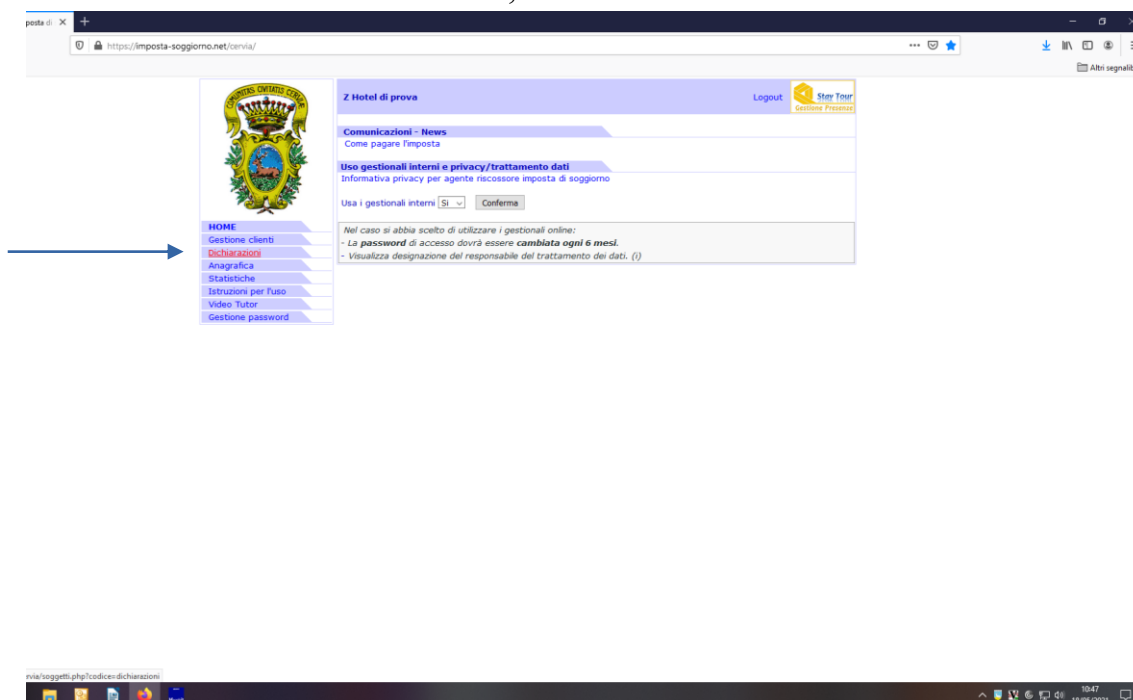 posta di
https://imposta-soggiorno.net/cervia/
Altri segnalib
Z Hotel di prova
Logout
Stay Tour
Gestione Presenze
Comunicazioni - News
Come pagare l'imposta
Uso gestionali interni e privacy/trattamento dati
Informativa privacy per agente riscossore imposta di soggiorno
Usa i gestionali interni Si Conferma
Nel caso si abbia scelto di utilizzare i gestionali online:
- La password di accesso dovrà essere cambiata ogni 6 mesi.
- Visualizza designazione del responsabile del trattamento dei dati. (i)
HOME
Gestione clienti
Dichiarazioni
Anagrafica
Statistiche
Istruzioni per l'uso
Video Tutor
Gestione password
rvia/soggetti.php?codice=dichiarazioni
10:47